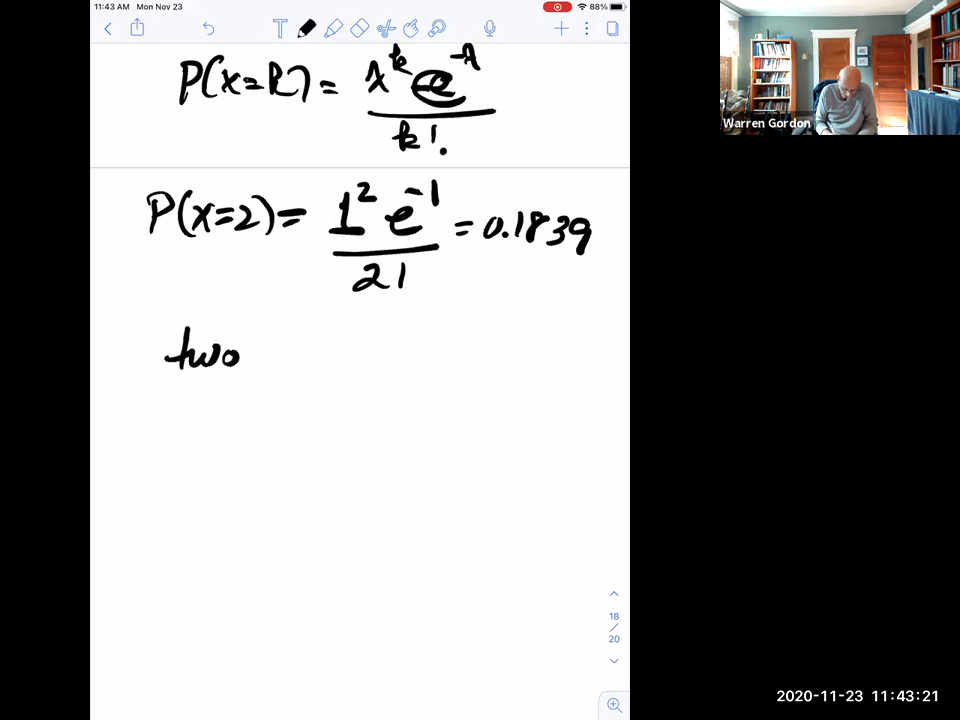 11:43 AM Mon Nov 23
88%
P(x=k) = λ^k e^-λ / k!
P(x=2) = 1^2 e^-1 / 2! = 0.1839
two
Warren Gordon
18
/
20
2020-11-23 11:43:21